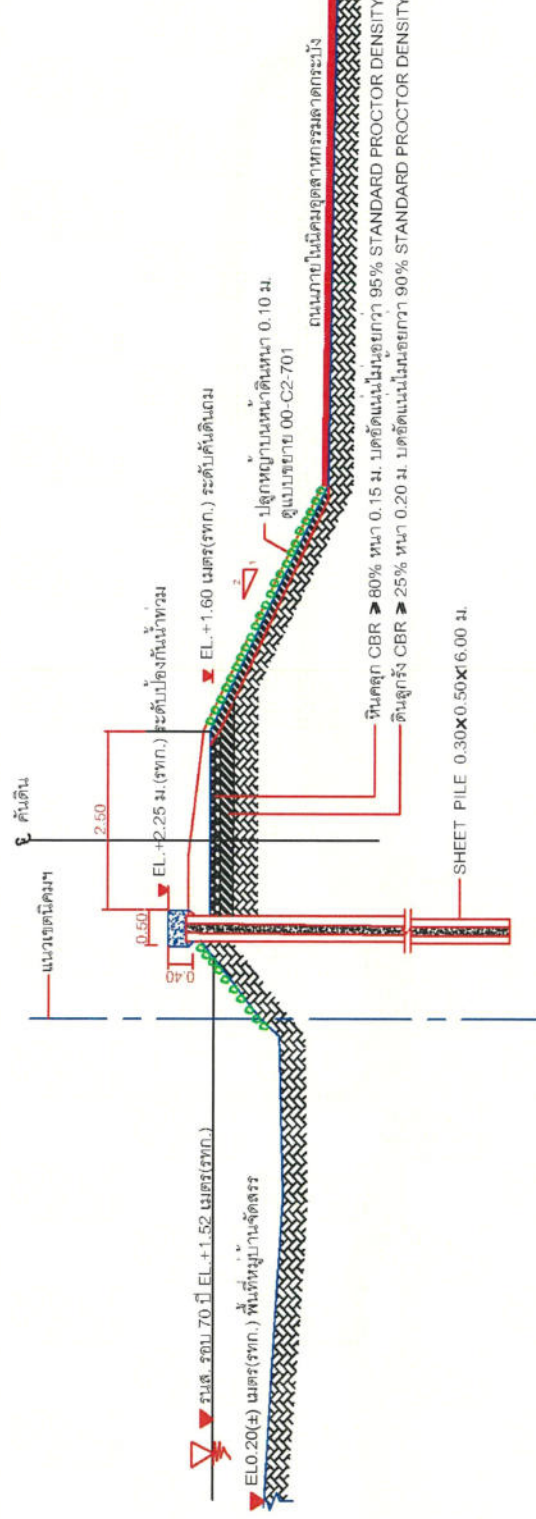 คันดิน
แนวเขตนิคมฯ
2.50
0.50
0.40
EL.+2.25 ม.(รทก.) ระดับป้องกันน้ำท่วม
รนส. รอบ 70 ปี EL.+1.52 เมตร(รทก.)
EL.+1.60 เมตร(รทก.) ระดับคันดินถม
2
1
EL0.20(±) เมตร(รทก.) พื้นที่หมู่บ้านจัดสรร
ปลูกหญ้าบนหน้าดินหนา 0.10 ม.
ดูแบบขยาย 00-C2-701
ถนนภายในนิคมอุตสาหกรรมลาดกระบัง
หินคลุก CBR ≥ 80% หนา 0.15 ม. บดอัดแน่นไม่น้อยกว่า 95% STANDARD PROCTOR DENSITY
ดินลูกรัง CBR ≥ 25% หนา 0.20 ม. บดอัดแน่นไม่น้อยกว่า 90% STANDARD PROCTOR DENSITY
SHEET PILE 0.30x0.50x16.00 ม.